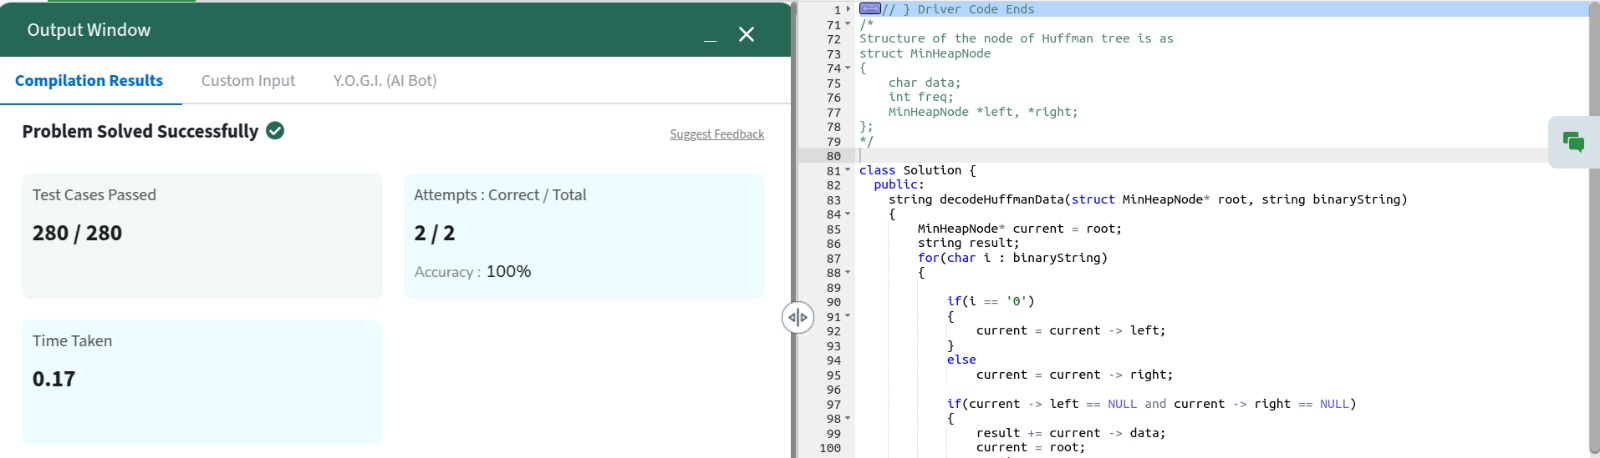 Output Window
Compilation Results
Custom Input
Y.O.G.I. (AI Bot)
Problem Solved Successfully
Suggest Feedback
Test Cases Passed
280 / 280
Attempts : Correct / Total
2 / 2
Accuracy : 100%
Time Taken
0.17
1 // } Driver Code Ends
71 /*
72 Structure of the node of Huffman tree is as
73 struct MinHeapNode
74 {
75     char data;
76     int freq;
77     MinHeapNode *left, *right;
78 };
79 */
80
81 class Solution {
82   public:
83     string decodeHuffmanData(struct MinHeapNode* root, string binaryString)
84     {
85         MinHeapNode* current = root;
86         string result;
87         for(char i : binaryString)
88         {
89
90             if(i == '0')
91             {
92                 current = current -> left;
93             }
94             else
95                 current = current -> right;
96
97             if(current -> left == NULL and current -> right == NULL)
98             {
99                 result += current -> data;
100                 current = root;